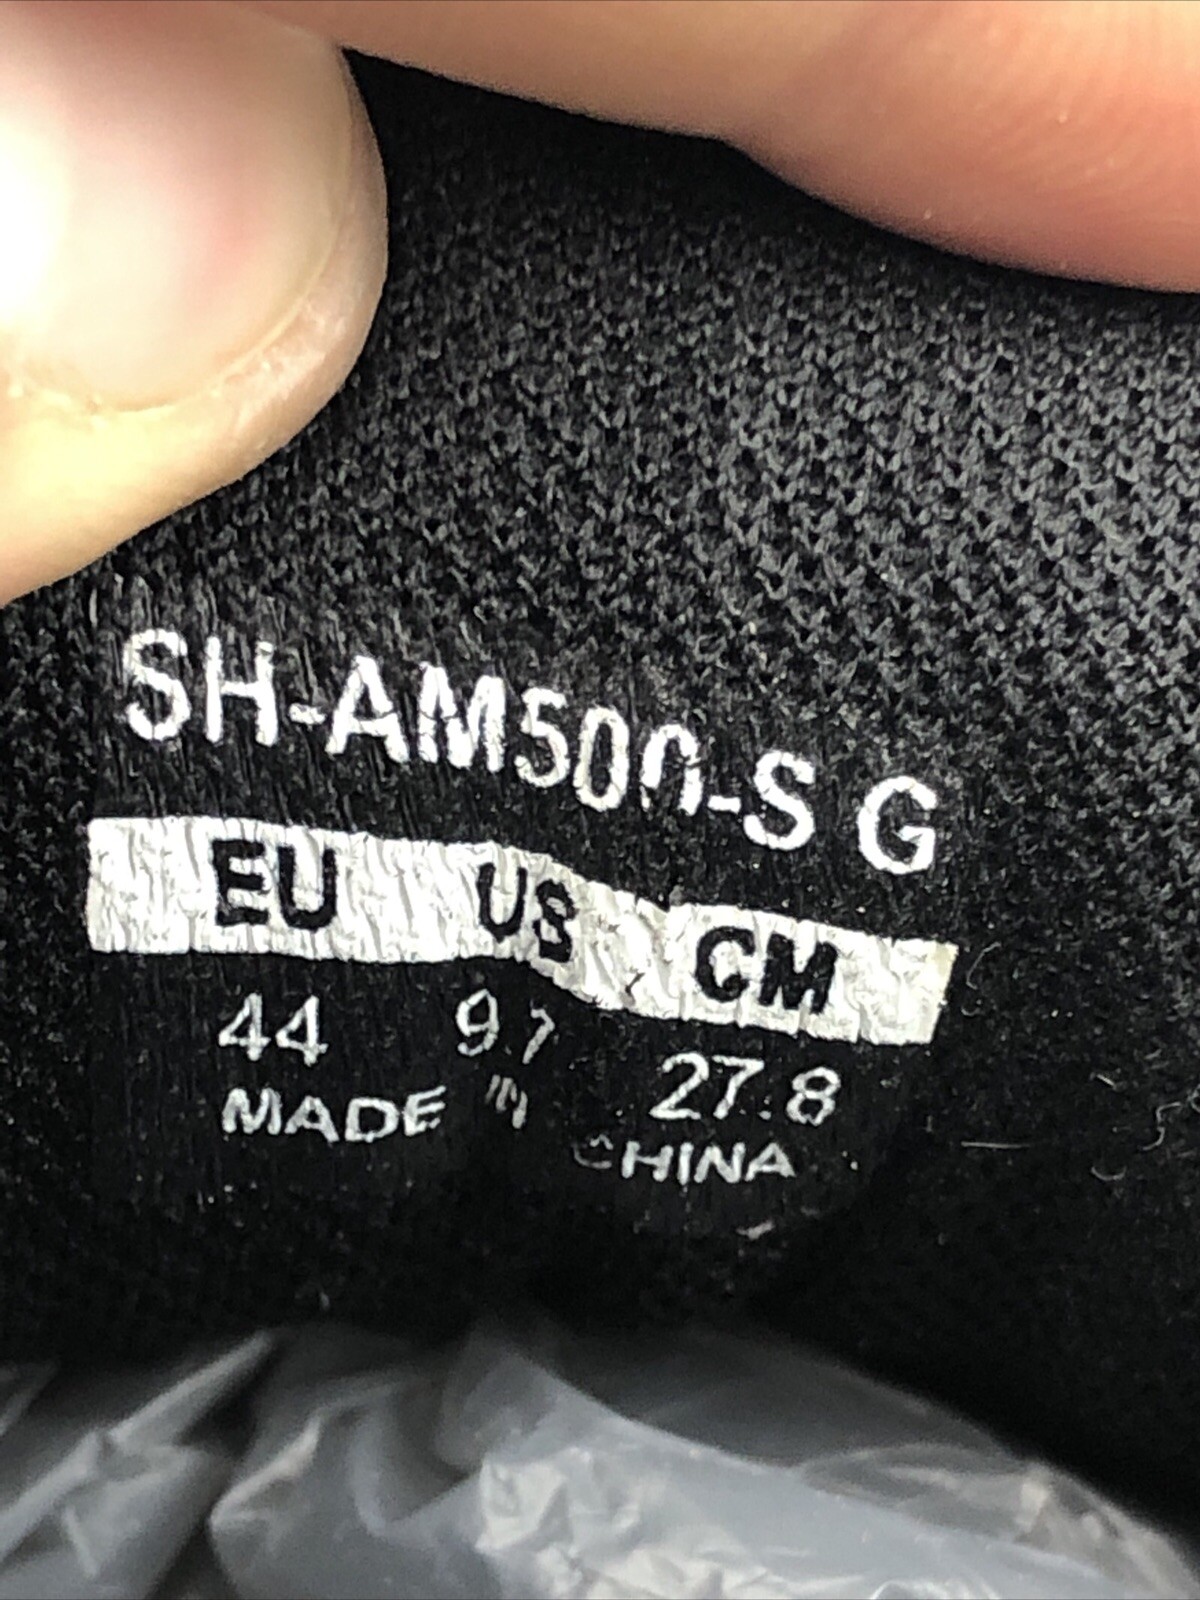 SH-AM500-S G
EU US CM
44 9.7 27.8
MADE IN CHINA